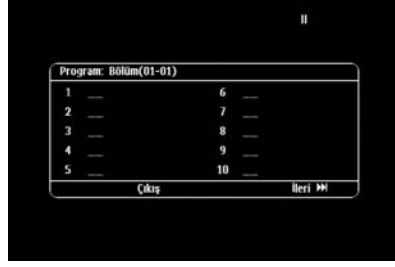 II
Program: Bölüm(01-01)
1 __ 6 __
2 __ 7 __
3 __ 8 __
4 __ 9 __
5 __ 10 __
Çıkış İleri ⏭